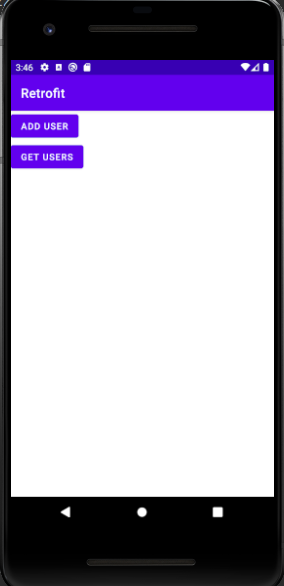 3:46
Retrofit
ADD USER
GET USERS